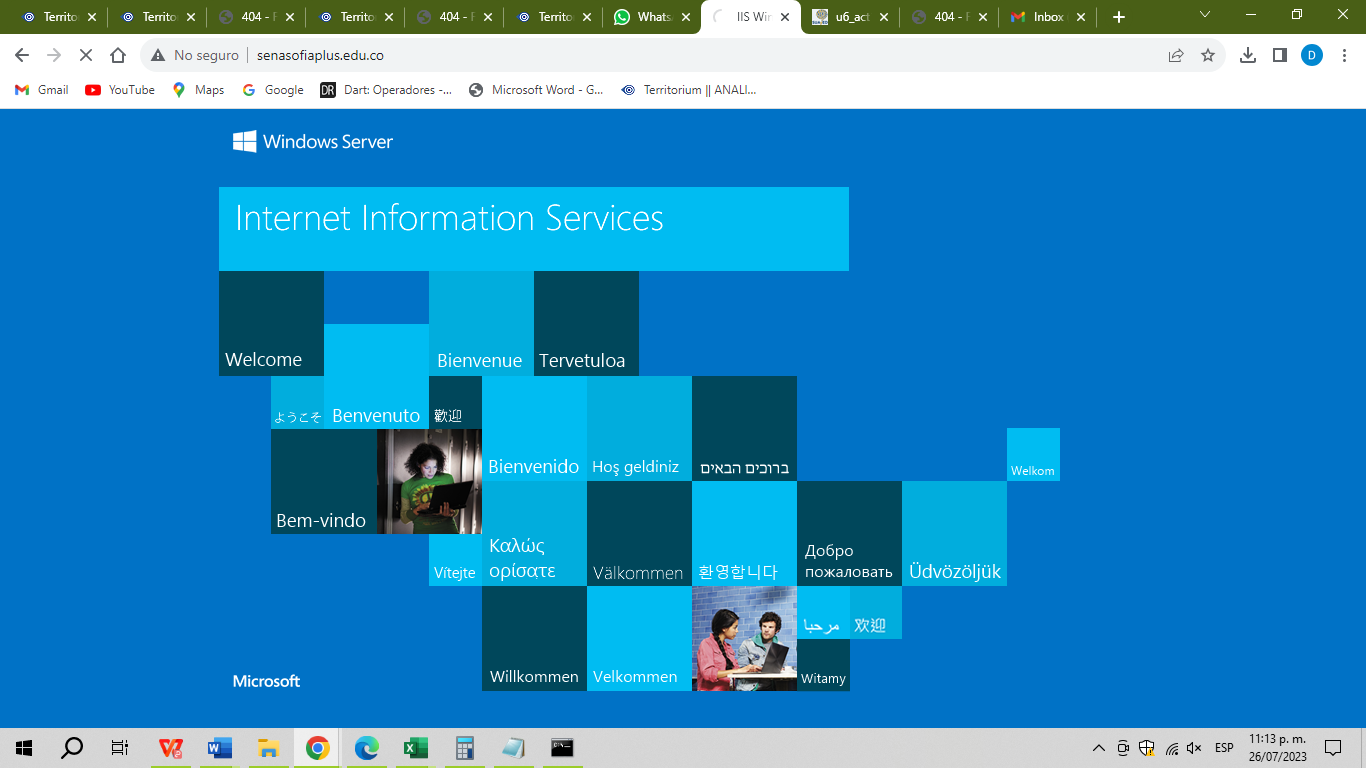 Territo
Territo
404 - F
Territo
404 - F
Territo
Whats
IIS Wir
u6_act
404 - F
Inbox
No seguro
senasofiaplus.edu.co
D
Gmail
YouTube
Maps
Google
DR
Dart: Operadores -...
Microsoft Word - G...
Territorium || ANALI...
Windows Server
Internet Information Services
Welcome
Bienvenue
Tervetuloa
ようこそ
Benvenuto
歡迎
Bienvenido
Hoş geldiniz
ברוכים הבאים
Welkom
Bem-vindo
Vítejte
Καλώς
ορίσατε
Välkommen
환영합니다
Добро
пожаловать
Üdvözöljük
Willkommen
Velkommen
مرحبا
欢迎
Witamy
Microsoft
ESP
11:13 p. m.
26/07/2023